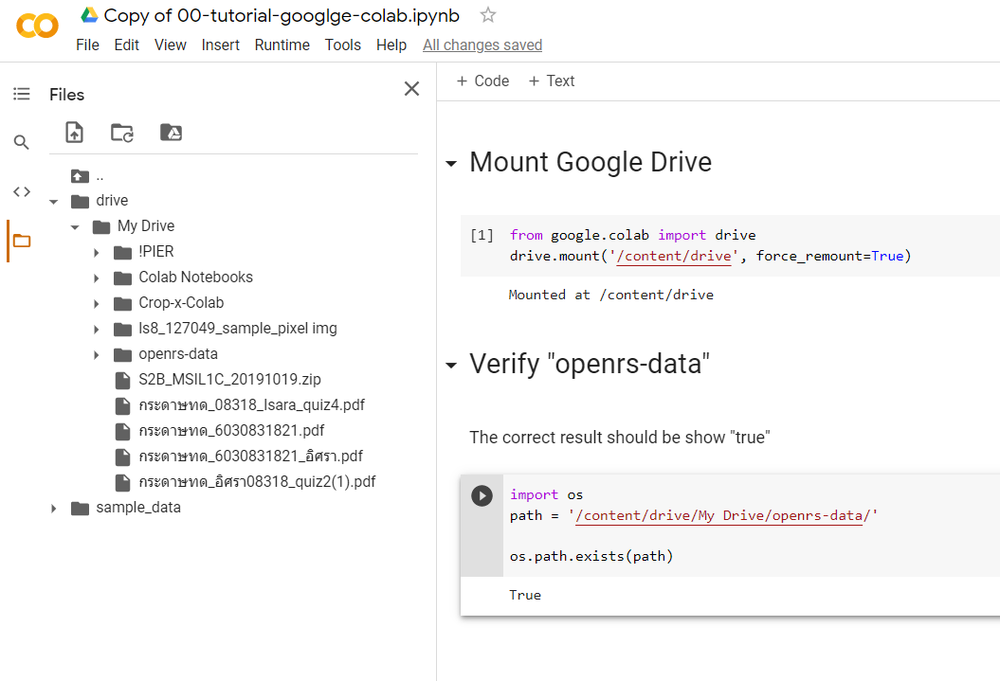 Copy of 00-tutorial-googlge-colab.ipynb
File Edit View Insert Runtime Tools Help All changes saved
Files
+ Code + Text
..
drive
My Drive
!PIER
Colab Notebooks
Crop-x-Colab
ls8_127049_sample_pixel img
openrs-data
S2B_MSIL1C_20191019.zip
กระดาษทด_08318_Isara_quiz4.pdf
กระดาษทด_6030831821.pdf
กระดาษทด_6030831821_อิศรา.pdf
กระดาษทด_อิศรา08318_quiz2(1).pdf
sample_data
Mount Google Drive
[1] from google.colab import drive
drive.mount('/content/drive', force_remount=True)
Mounted at /content/drive
Verify "openrs-data"
The correct result should be show "true"
import os
path = '/content/drive/My Drive/openrs-data/'
os.path.exists(path)
True